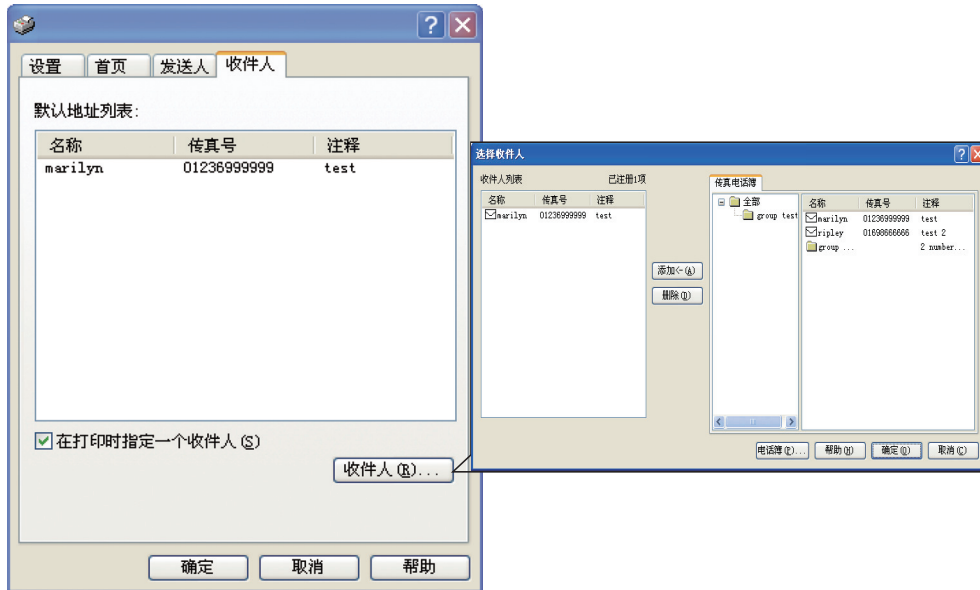 设置 首页 发送人 收件人
默认地址列表:
名称 传真号 注释
marilyn 01236999999 test
在打印时指定一个收件人(S)
收件人(R)...
确定 取消 帮助
选择收件人
收件人列表 已注册1项
名称 传真号 注释
marilyn 01236999999 test
添加<-(A)
删除(D)
传真电话簿
全部
group test
名称 传真号 注释
marilyn 01236999999 test
ripley 01698666666 test 2
group ... 2 number...
电话簿(P)... 帮助(H) 确定(O) 取消(C)